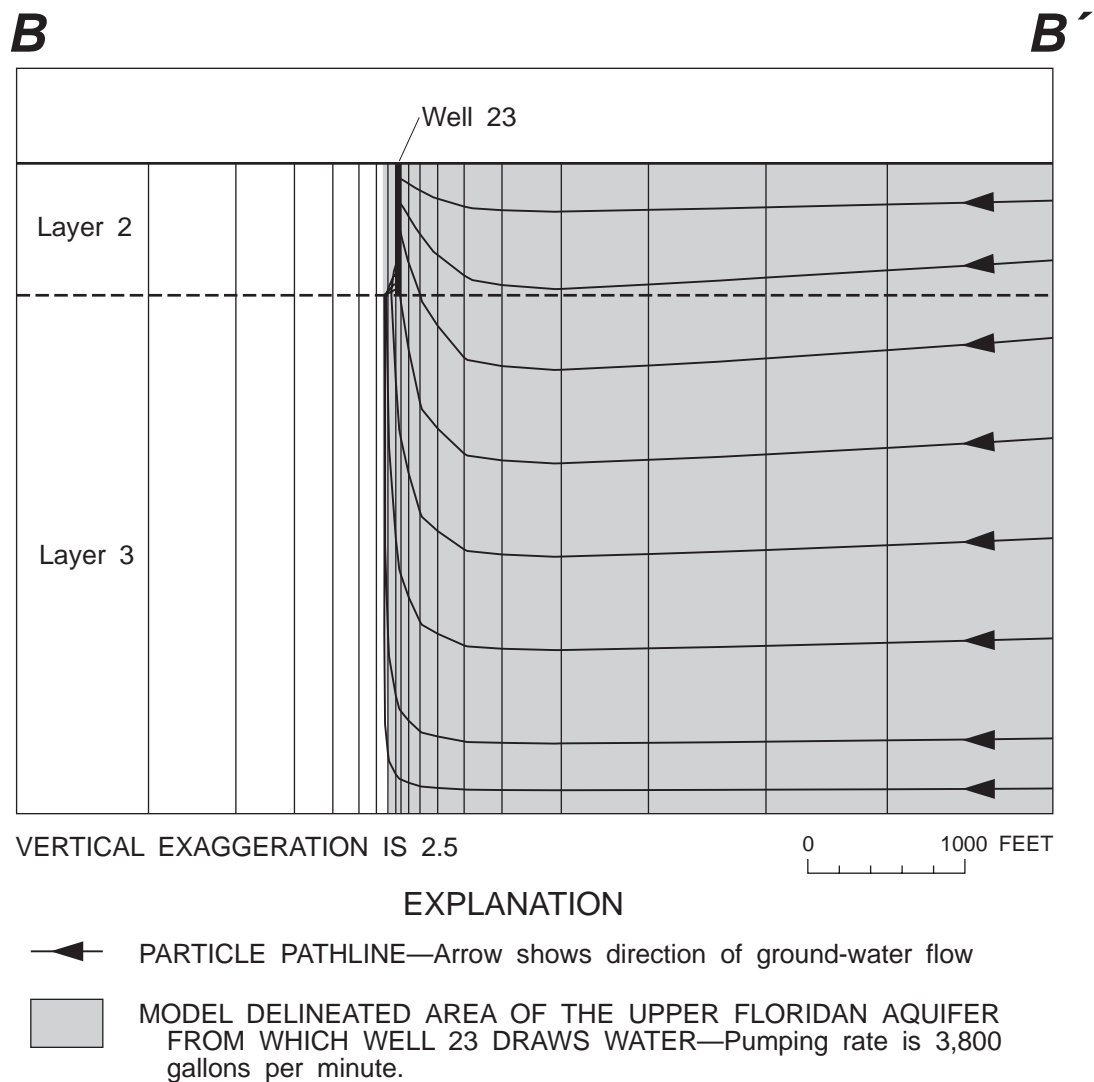 B B´
Well 23
Layer 2
Layer 3
VERTICAL EXAGGERATION IS 2.5
0 1000 FEET
EXPLANATION
PARTICLE PATHLINE—Arrow shows direction of ground-water flow
MODEL DELINEATED AREA OF THE UPPER FLORIDAN AQUIFER
FROM WHICH WELL 23 DRAWS WATER—Pumping rate is 3,800
gallons per minute.